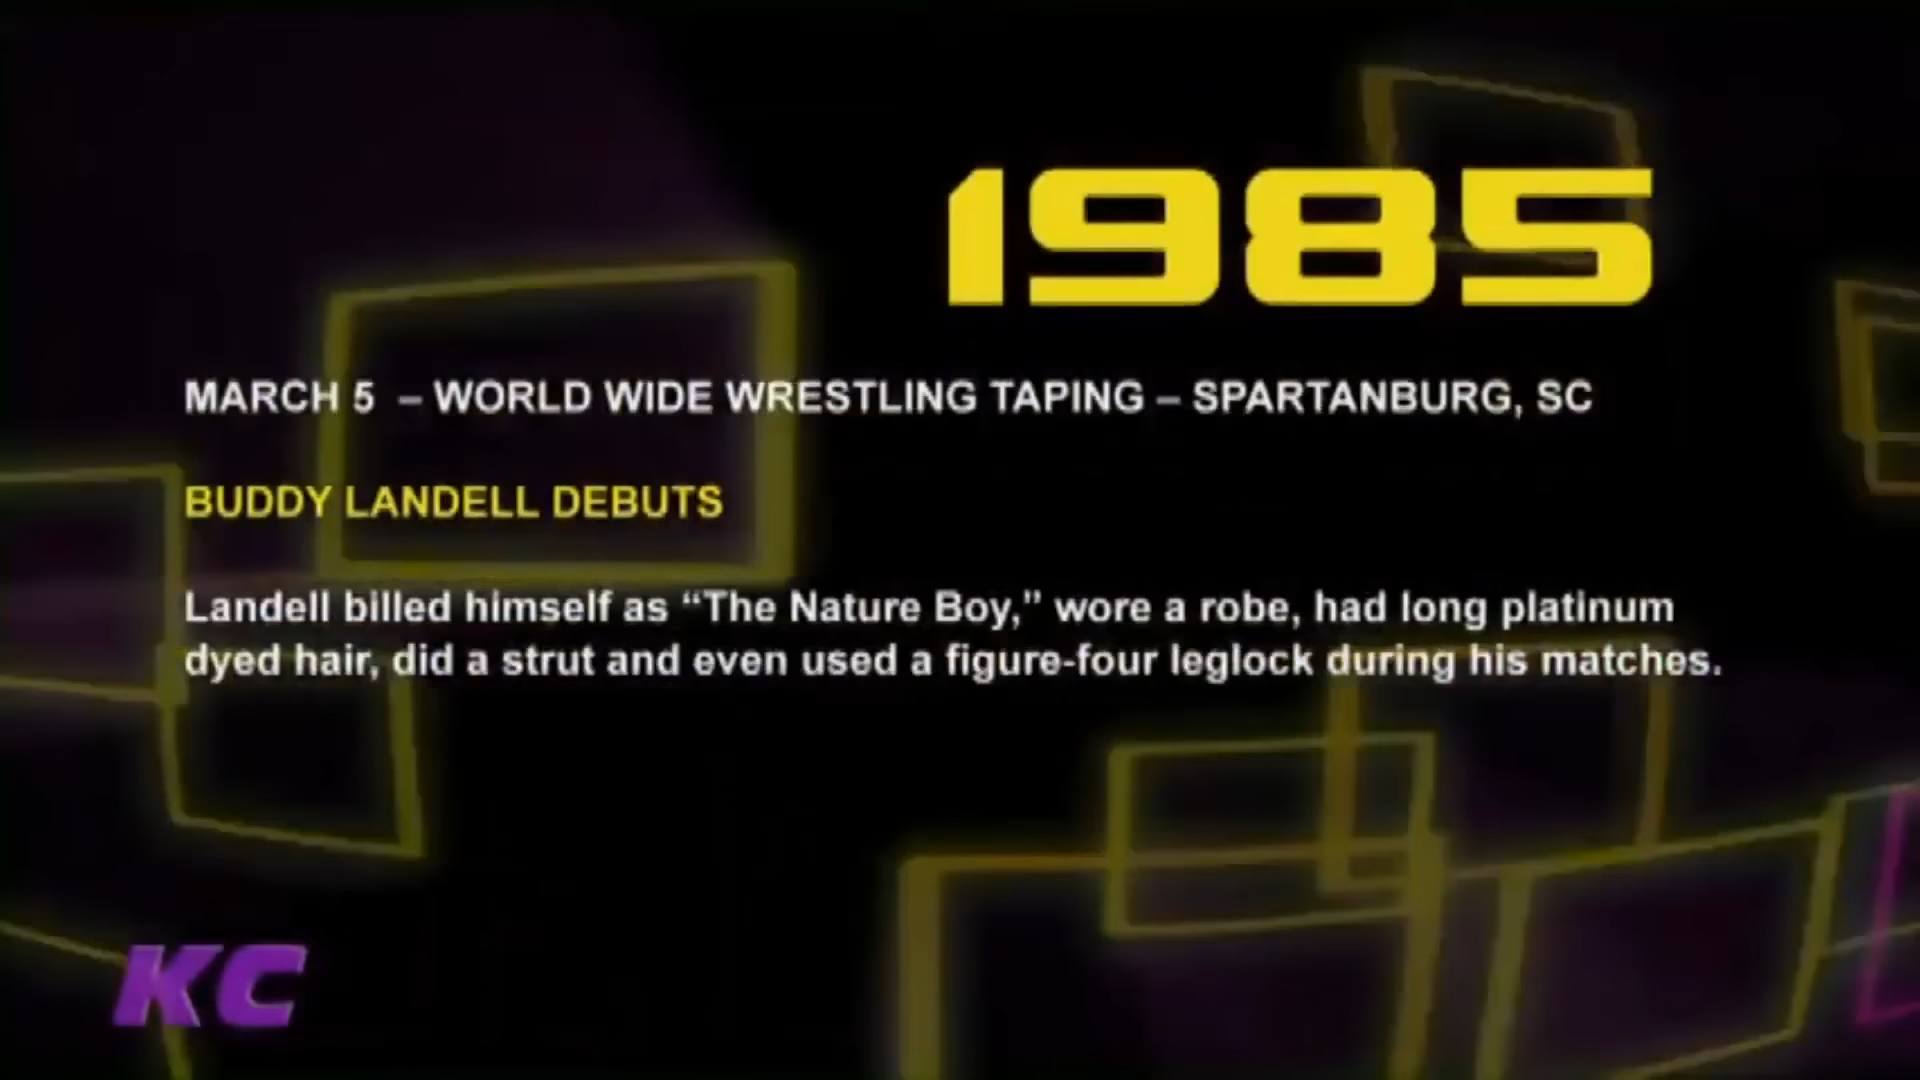 1985
MARCH 5 – WORLD WIDE WRESTLING TAPING – SPARTANBURG, SC
BUDDY LANDELL DEBUTS
Landell billed himself as “The Nature Boy,” wore a robe, had long platinum
dyed hair, did a strut and even used a figure-four leglock during his matches.
KC